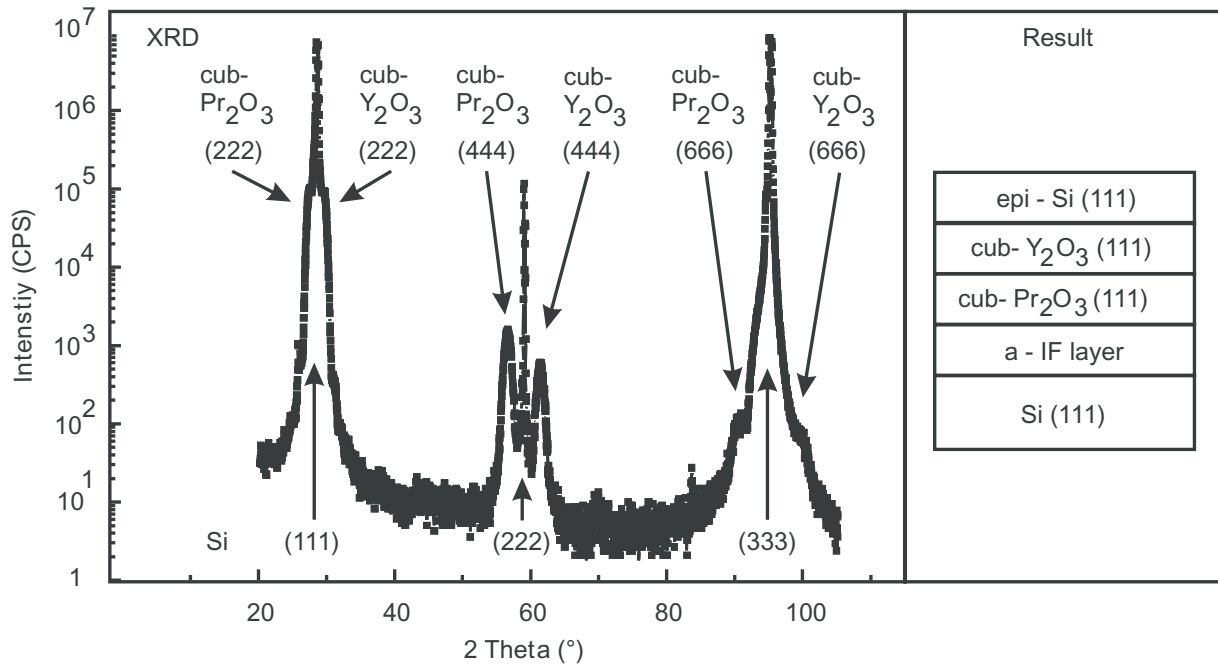 XRD
Result
Intenstiy (CPS)
10^7
10^6
10^5
10^4
10^3
10^2
1
10
1
cub-
Pr2O3
(222)
cub-
Y2O3
(222)
cub-
Pr2O3
(444)
cub-
Y2O3
(444)
cub-
Pr2O3
(666)
cub-
Y2O3
(666)
Si (111) (222) (333)
20 40 60 80 100
2 Theta (°)
epi - Si (111)
cub- Y2O3 (111)
cub- Pr2O3 (111)
a - IF layer
Si (111)